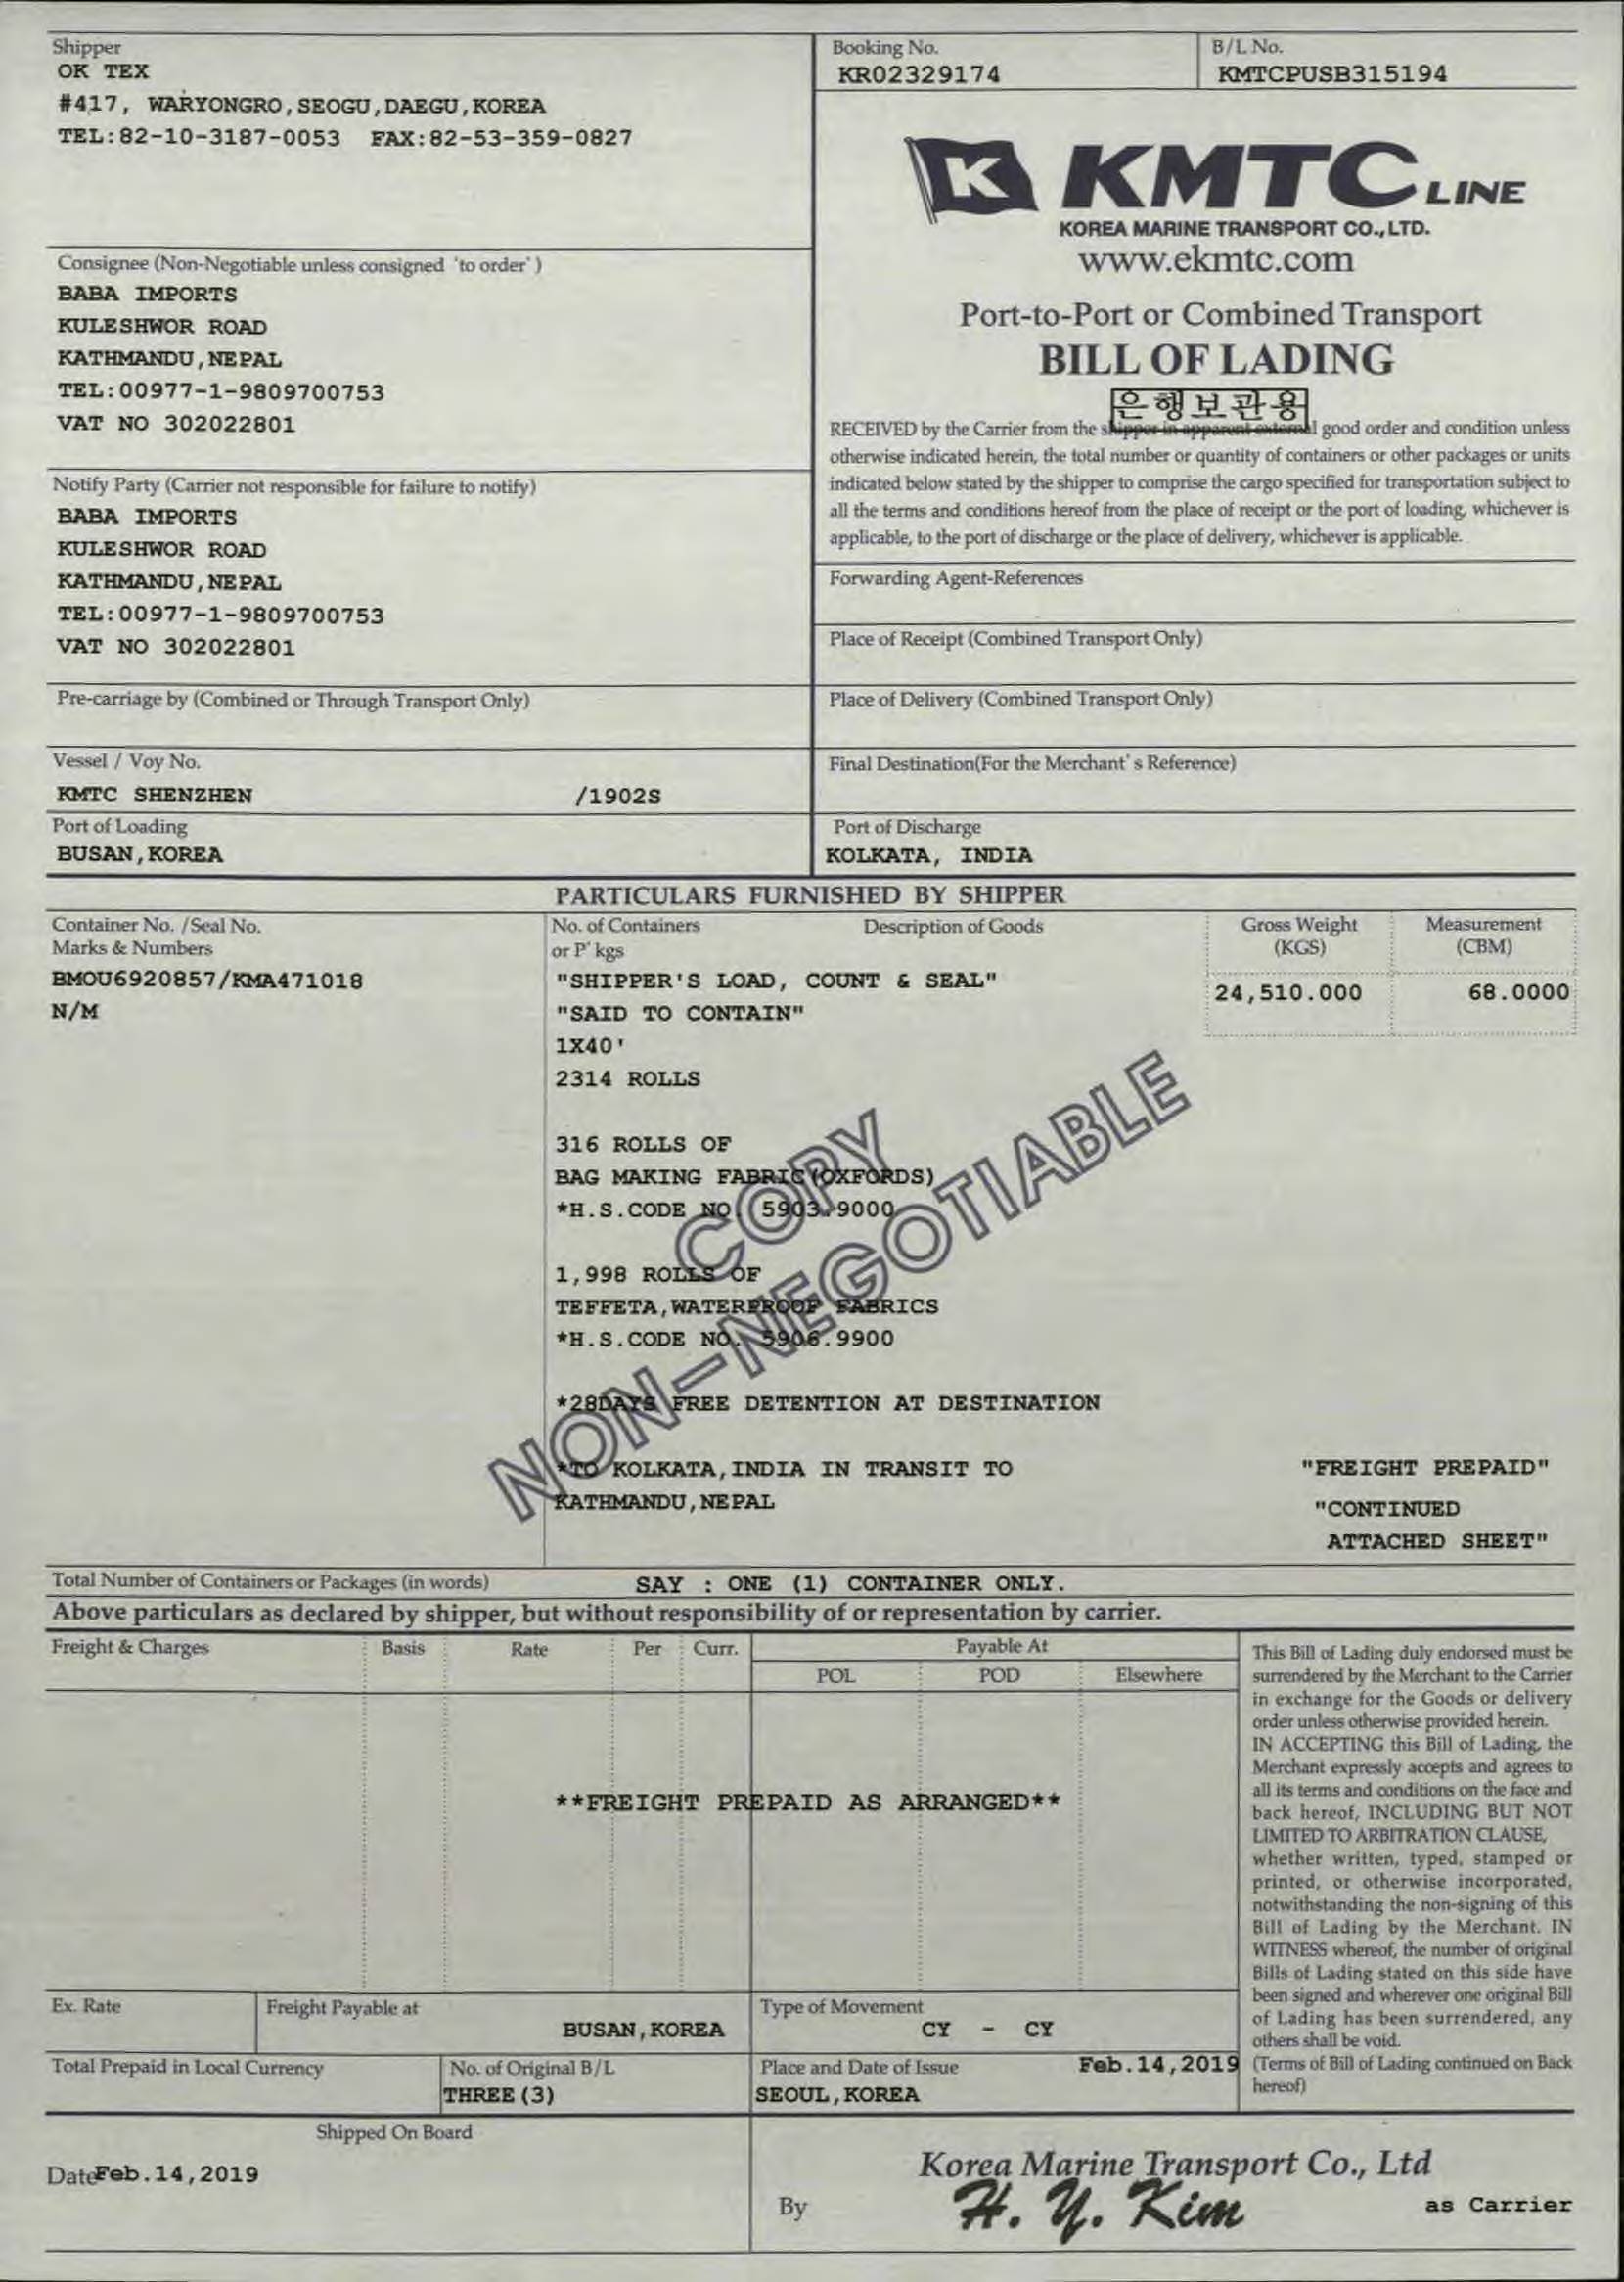 Shipper
OK TEX
#417, WARYONGRO,SEOGU,DAEGU,KOREA
TEL:82-10-3187-0053 FAX:82-53-359-0827
Booking No.
KR02329174
B/L No.
KMTCPUSB315194
K KMTC LINE
KOREA MARINE TRANSPORT CO.,LTD.
www.ekmtc.com
Port-to-Port or Combined Transport
BILL OF LADING
은행보관용
RECEIVED by the Carrier from the shipper in apparent external good order and condition unless
otherwise indicated herein, the total number or quantity of containers or other packages or units
indicated below stated by the shipper to comprise the cargo specified for transportation subject to
all the terms and conditions hereof from the place of receipt or the port of loading, whichever is
applicable, to the port of discharge or the place of delivery, whichever is applicable.
Consignee (Non-Negotiable unless consigned 'to order')
BABA IMPORTS
KULESHWOR ROAD
KATHMANDU,NEPAL
TEL:00977-1-9809700753
VAT NO 302022801
Notify Party (Carrier not responsible for failure to notify)
BABA IMPORTS
KULESHWOR ROAD
KATHMANDU,NEPAL
TEL:00977-1-9809700753
VAT NO 302022801
Forwarding Agent-References
Place of Receipt (Combined Transport Only)
Pre-carriage by (Combined or Through Transport Only)
Place of Delivery (Combined Transport Only)
Vessel / Voy No.
KMTC SHENZHEN /1902S
Final Destination(For the Merchant's Reference)
Port of Loading
BUSAN,KOREA
Port of Discharge
KOLKATA, INDIA
PARTICULARS FURNISHED BY SHIPPER
Container No. /Seal No.
Marks & Numbers
No. of Containers
or P'kgs
Description of Goods
Gross Weight
(KGS)
Measurement
(CBM)
BMOU6920857/KMA471018
N/M
"SHIPPER'S LOAD, COUNT & SEAL"
24,510.000
68.0000
"SAID TO CONTAIN"
1X40'
2314 ROLLS
316 ROLLS OF
BAG MAKING FABRIC(OXFORDS)
*H.S.CODE NO. 5903.9000
1,998 ROLLS OF
TEFFETA,WATERPROOF FABRICS
*H.S.CODE NO. 5906.9900
*28DAYS FREE DETENTION AT DESTINATION
*TO KOLKATA,INDIA IN TRANSIT TO
KATHMANDU,NEPAL
COPY
NON-NEGOTIABLE
"FREIGHT PREPAID"
"CONTINUED
ATTACHED SHEET"
Total Number of Containers or Packages (in words) SAY : ONE (1) CONTAINER ONLY.
Above particulars as declared by shipper, but without responsibility of or representation by carrier.
Freight & Charges
Basis
Rate
Per
Curr.
Payable At
POL
POD
Elsewhere
**FREIGHT PREPAID AS ARRANGED**
This Bill of Lading duly endorsed must be
surrendered by the Merchant to the Carrier
in exchange for the Goods or delivery
order unless otherwise provided herein.
IN ACCEPTING this Bill of Lading, the
Merchant expressly accepts and agrees to
all its terms and conditions on the face and
back hereof, INCLUDING BUT NOT
LIMITED TO ARBITRATION CLAUSE,
whether written, typed, stamped or
printed, or otherwise incorporated,
notwithstanding the non-signing of this
Bill of Lading by the Merchant. IN
WITNESS whereof, the number of original
Bills of Lading stated on this side have
been signed and wherever one original Bill
of Lading has been surrendered, any
others shall be void.
(Terms of Bill of Lading continued on Back
hereof)
Ex. Rate
Freight Payable at
BUSAN,KOREA
Type of Movement
CY - CY
Total Prepaid in Local Currency
No. of Original B/L
THREE(3)
Place and Date of Issue
Feb.14,2019
SEOUL,KOREA
Shipped On Board
Date Feb.14,2019
Korea Marine Transport Co., Ltd
By H. Y. Kim as Carrier